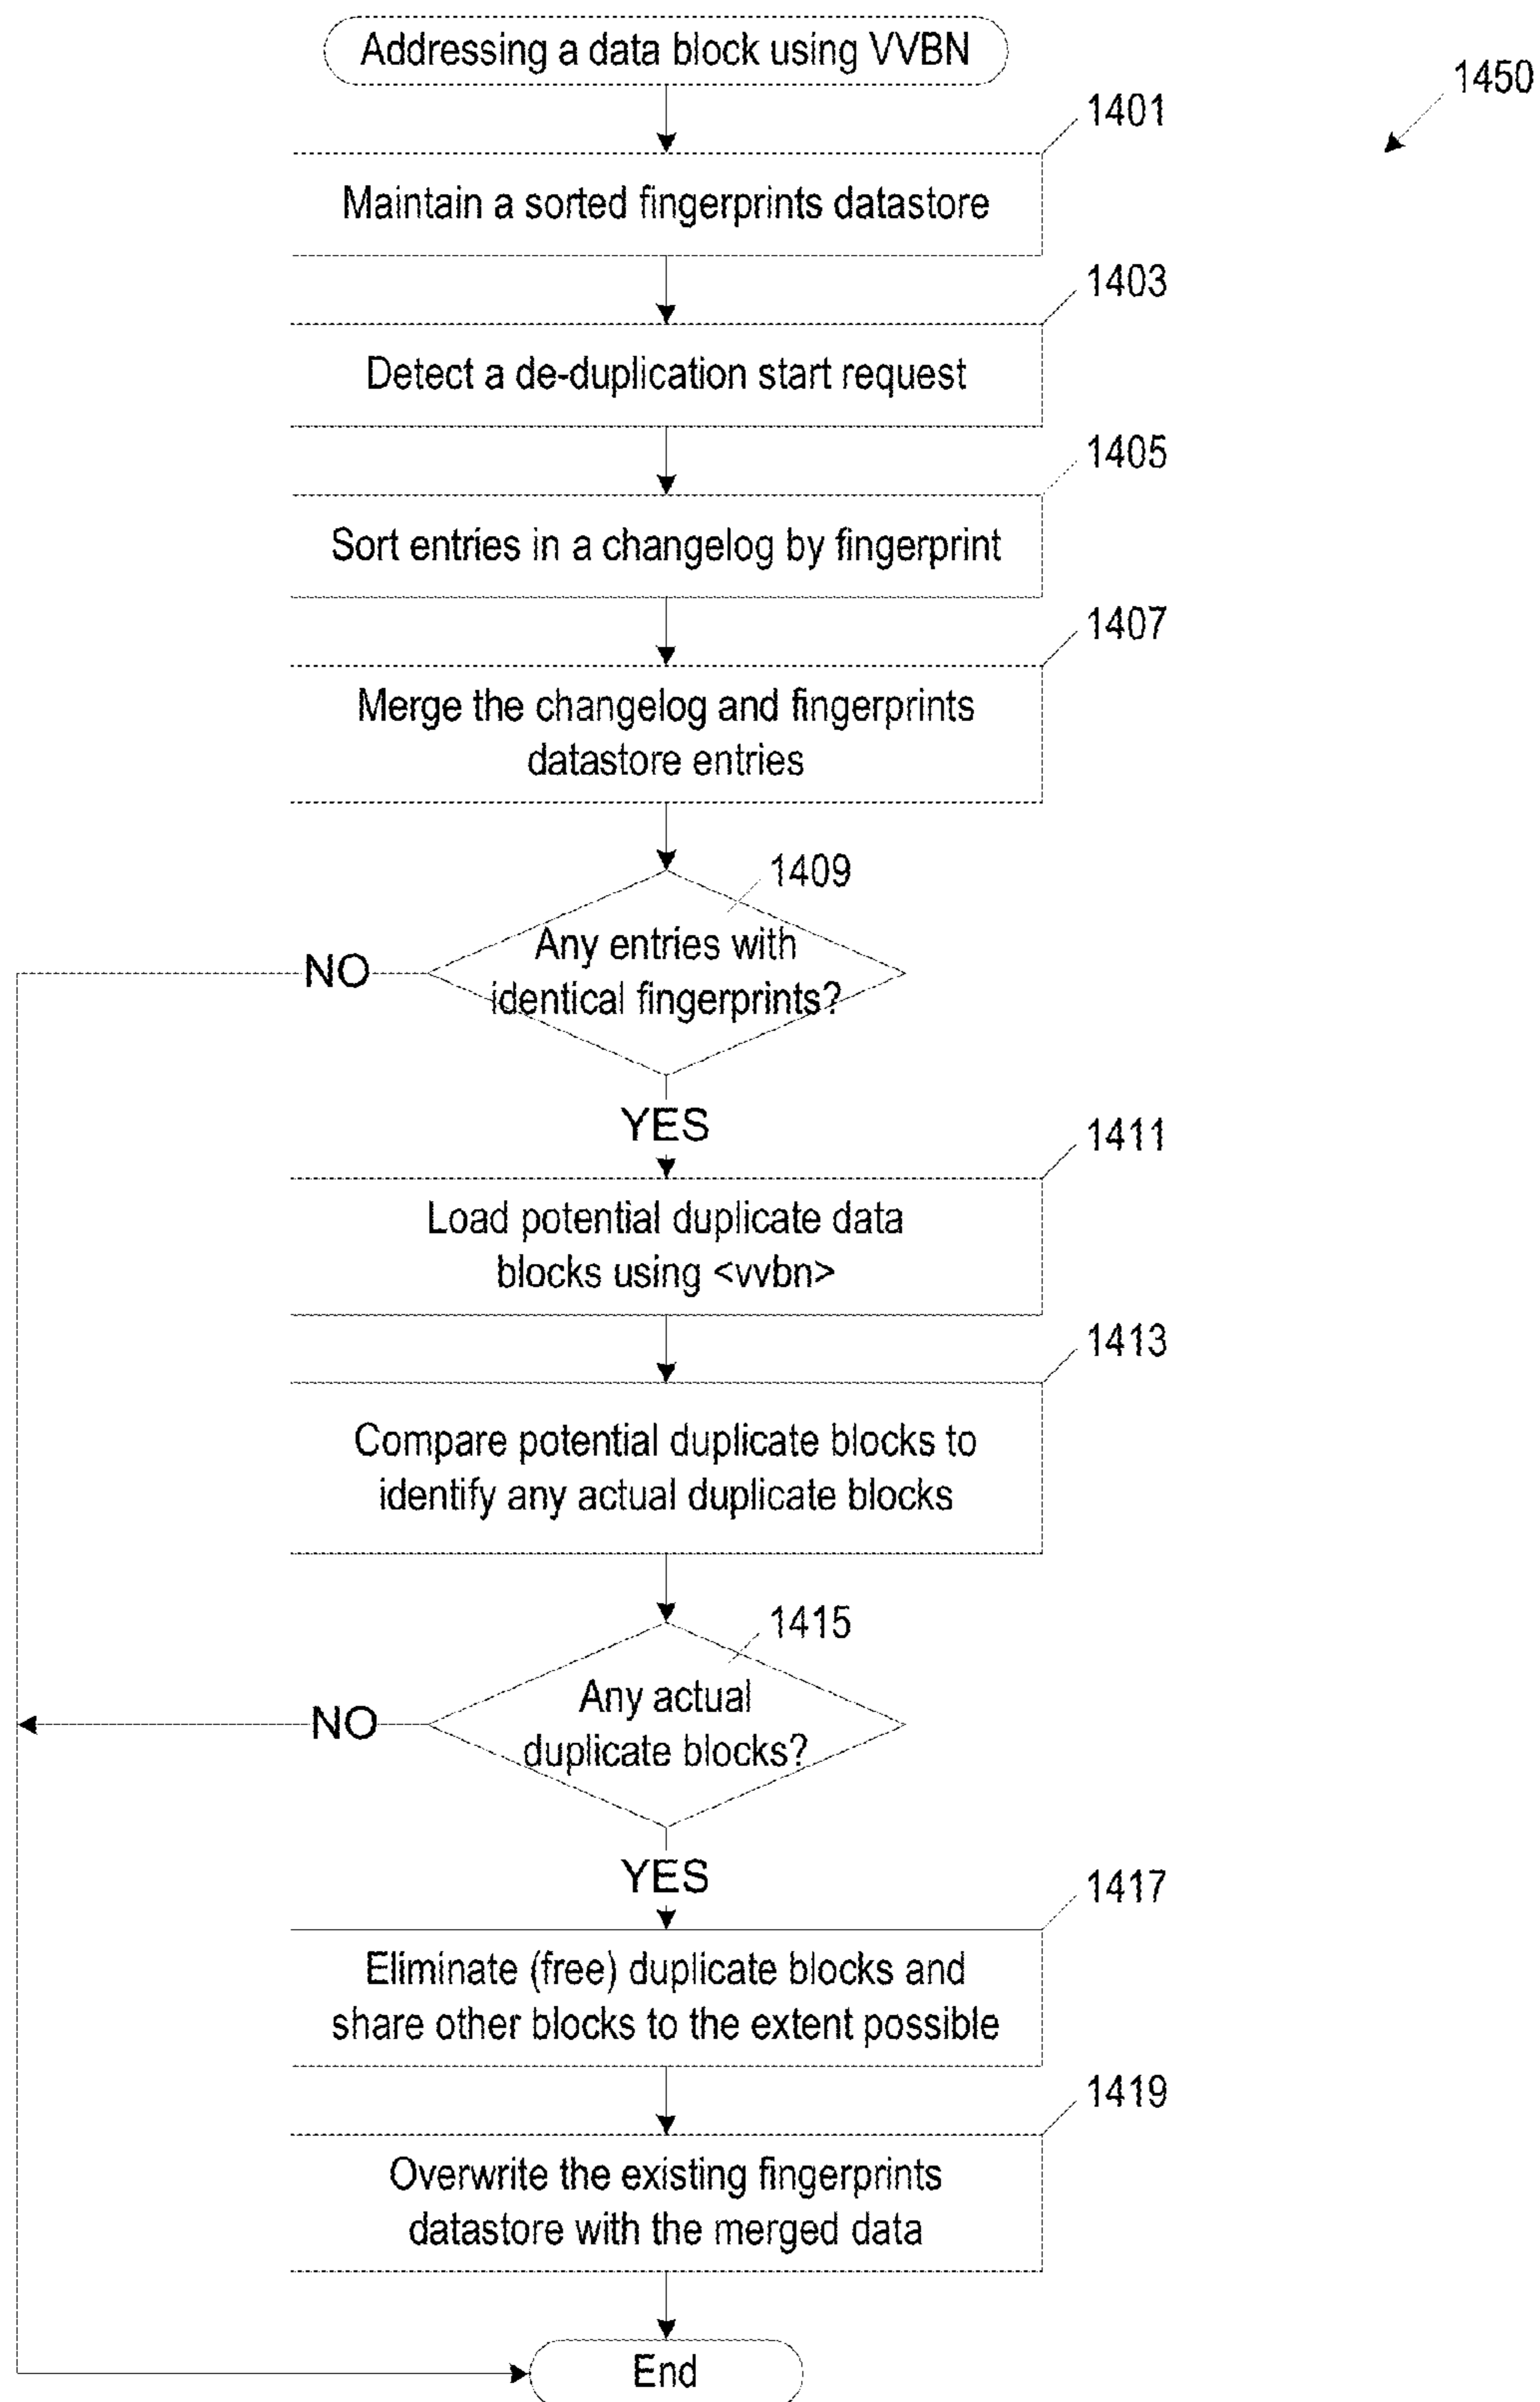 Addressing a data block using VVBN
1450
1401
Maintain a sorted fingerprints datastore
1403
Detect a de-duplication start request
1405
Sort entries in a changelog by fingerprint
1407
Merge the changelog and fingerprints
datastore entries
1409
Any entries with
identical fingerprints?
NO
YES
1411
Load potential duplicate data
blocks using <vvbn>
1413
Compare potential duplicate blocks to
identify any actual duplicate blocks
1415
Any actual
duplicate blocks?
NO
YES
1417
Eliminate (free) duplicate blocks and
share other blocks to the extent possible
1419
Overwrite the existing fingerprints
datastore with the merged data
End